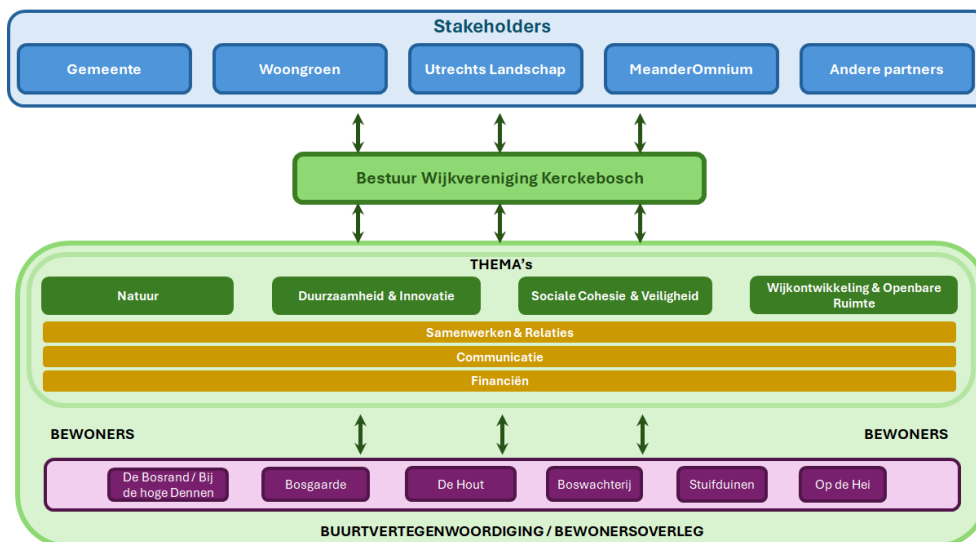 Stakeholders
Gemeente
Woongroen
Utrechts Landschap
MeanderOmnium
Andere partners
Bestuur Wijkvereniging Kerckebosch
THEMA's
Natuur
Duurzaamheid & Innovatie
Sociale Cohesie & Veiligheid
Wijkontwikkeling & Openbare
Ruimte
Samenwerken & Relaties
Communicatie
Financiën
BEWONERS
BEWONERS
De Bosrand / Bij
de hoge Dennen
Bosgaarde
De Hout
Boswachterij
Stuifduinen
Op de Hei
BUURTVERTEGENWOORDIGING / BEWONERSOVERLEG